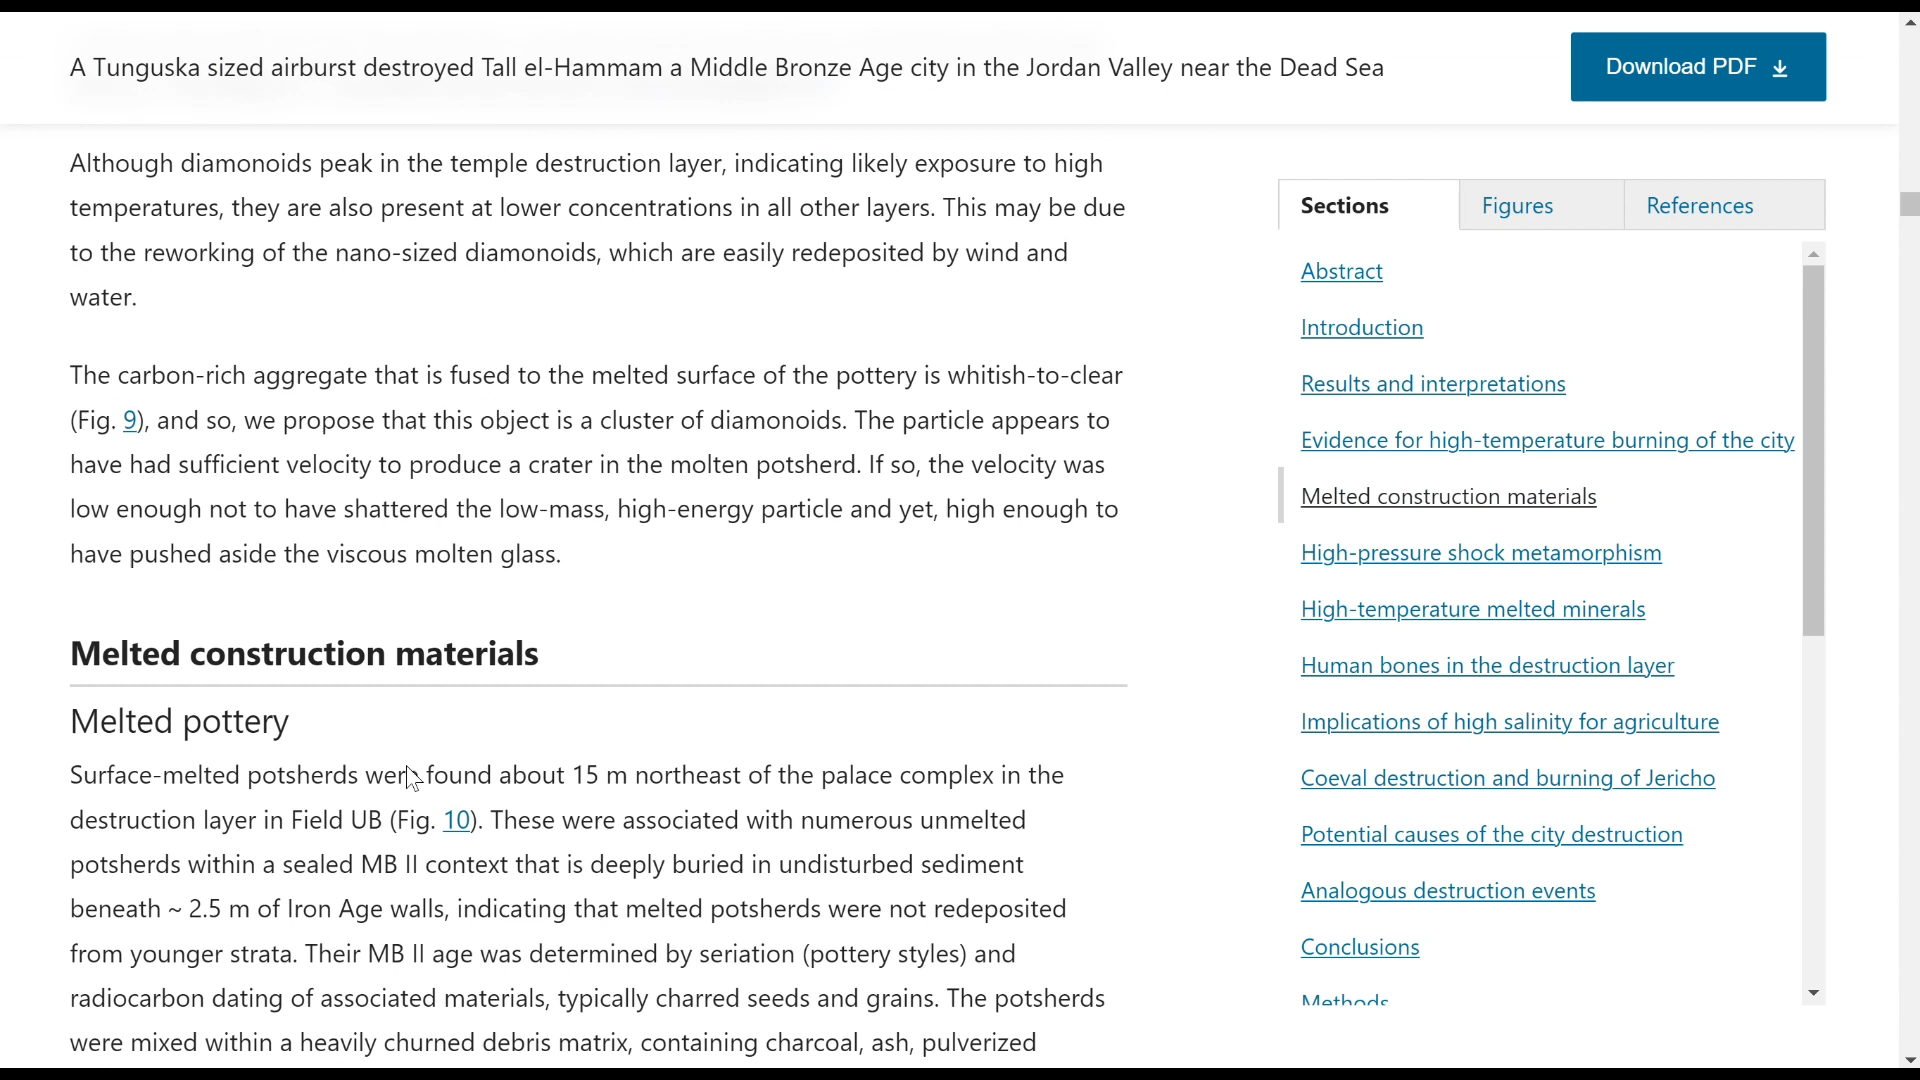 A Tunguska sized airburst destroyed Tall el-Hammam a Middle Bronze Age city in the Jordan Valley near the Dead Sea
Download PDF
Although diamonoids peak in the temple destruction layer, indicating likely exposure to high
temperatures, they are also present at lower concentrations in all other layers. This may be due
to the reworking of the nano-sized diamonoids, which are easily redeposited by wind and
water.
The carbon-rich aggregate that is fused to the melted surface of the pottery is whitish-to-clear
(Fig. 9), and so, we propose that this object is a cluster of diamonoids. The particle appears to
have had sufficient velocity to produce a crater in the molten potsherd. If so, the velocity was
low enough not to have shattered the low-mass, high-energy particle and yet, high enough to
have pushed aside the viscous molten glass.
Melted construction materials
Melted pottery
Surface-melted potsherds were found about 15 m northeast of the palace complex in the
destruction layer in Field UB (Fig. 10). These were associated with numerous unmelted
potsherds within a sealed MB II context that is deeply buried in undisturbed sediment
beneath ~ 2.5 m of Iron Age walls, indicating that melted potsherds were not redeposited
from younger strata. Their MB II age was determined by seriation (pottery styles) and
radiocarbon dating of associated materials, typically charred seeds and grains. The potsherds
were mixed within a heavily churned debris matrix, containing charcoal, ash, pulverized
Sections
Figures
References
Abstract
Introduction
Results and interpretations
Evidence for high-temperature burning of the city
Melted construction materials
High-pressure shock metamorphism
High-temperature melted minerals
Human bones in the destruction layer
Implications of high salinity for agriculture
Coeval destruction and burning of Jericho
Potential causes of the city destruction
Analogous destruction events
Conclusions
Methods